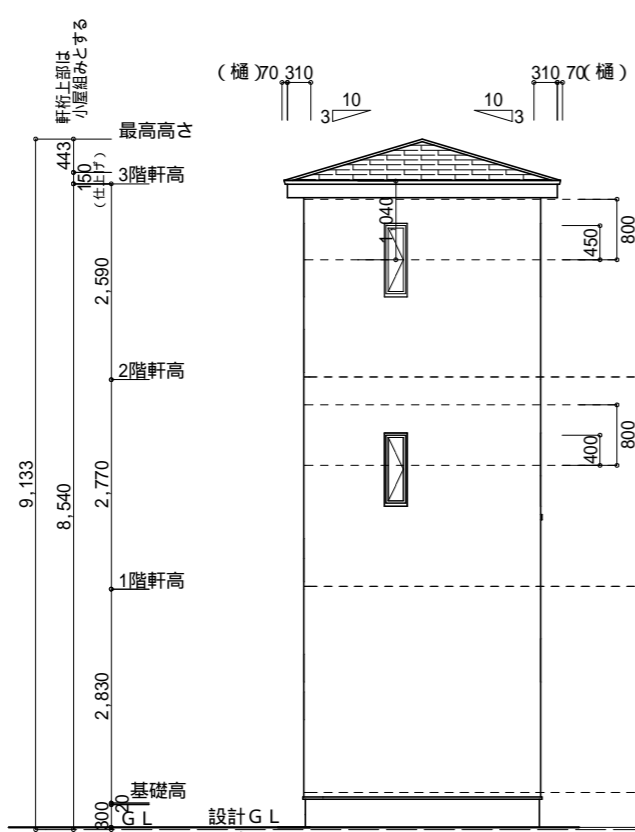 軒桁上部は
小屋組みとする
(樋)70 310
310 70(樋)
10
3
10
3
最高高さ
443
150
(仕上げ)
3階軒高
1,040
800
450
2,590
2階軒高
800
400
9,133
8,540
2,770
1階軒高
2,830
基礎高
20
300
GL
設計GL